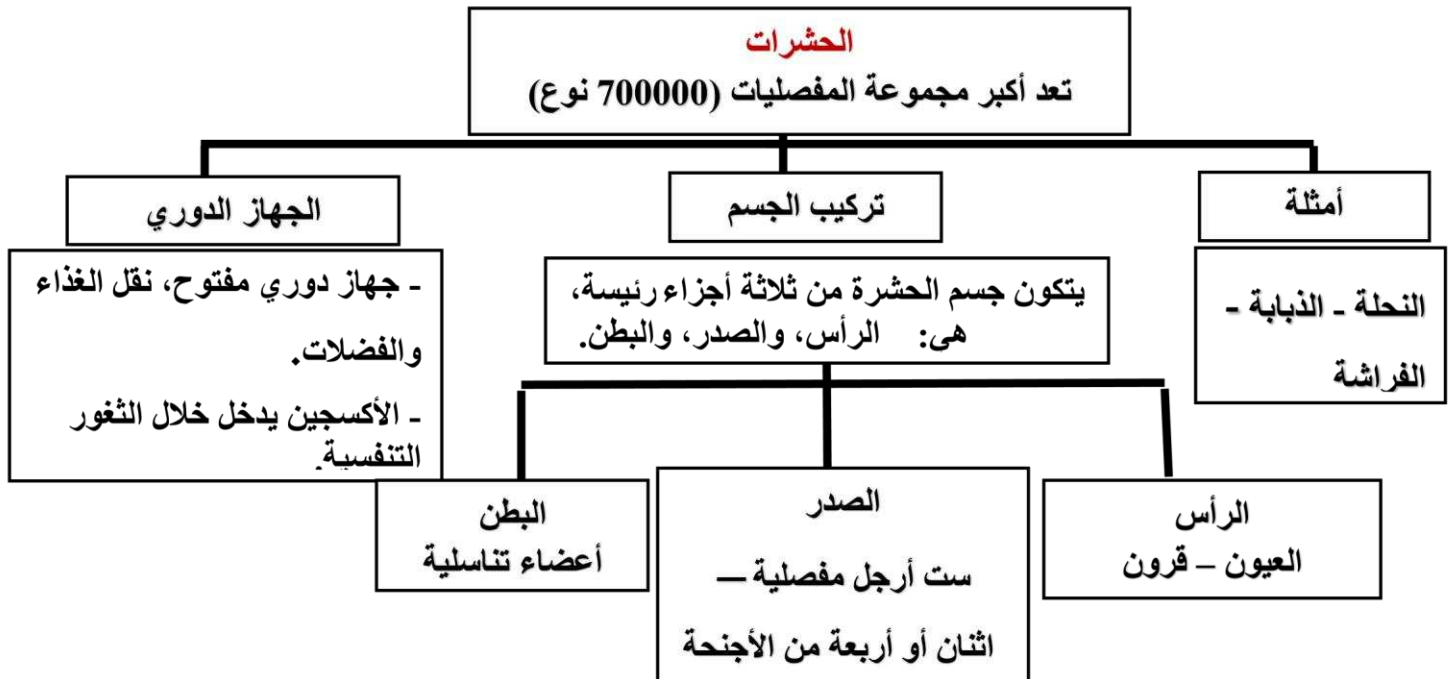 الحشرات
تعد أكبر مجموعة المفصليات (700000 نوع)
أمثلة
النحلة - الذبابة -
الفراشة
تركيب الجسم
يتكون جسم الحشرة من ثلاثة أجزاء رئيسة،
هى: الرأس، والصدر، والبطن.
الرأس
العيون – قرون
الصدر
ست أرجل مفصلية –
اثنان أو أربعة من الأجنحة
البطن
أعضاء تناسلية
الجهاز الدوري
- جهاز دوري مفتوح، نقل الغذاء
والفضلات.
- الأكسجين يدخل خلال الثغور
التنفسية.